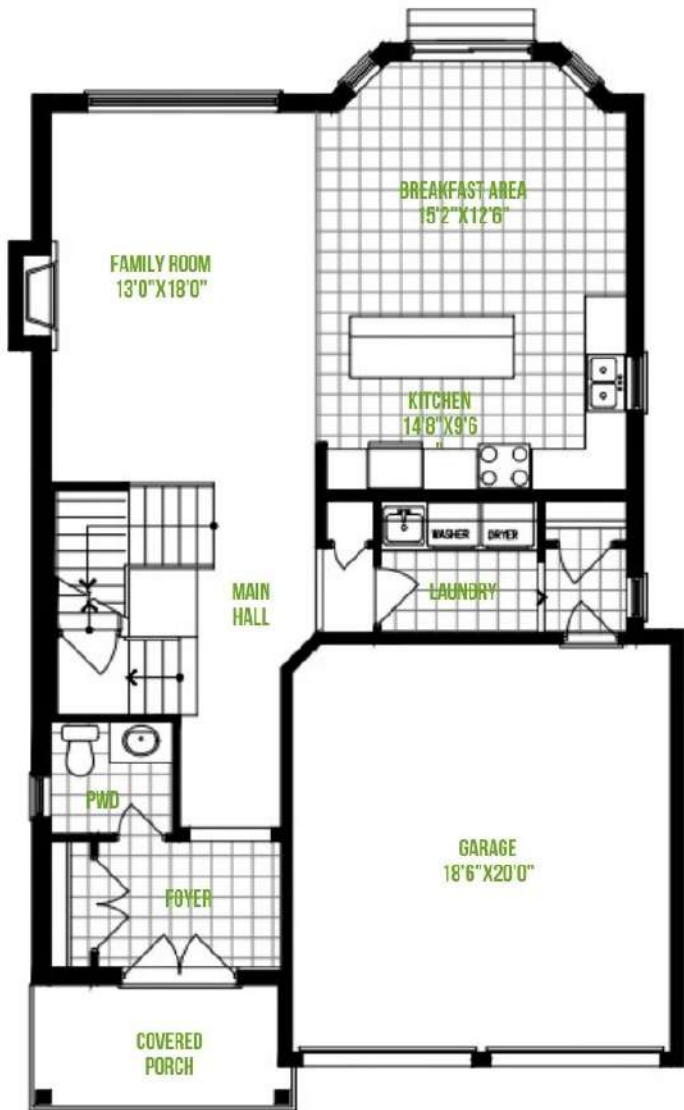 BREAKFAST AREA
15'2"X12'6"
FAMILY ROOM
13'0"X18'0"
KITCHEN
14'8"X9'6
"
WASHER
DRYER
LAUNDRY
MAIN
HALL
PWD
FOYER
GARAGE
18'6"X20'0"
COVERED
PORCH